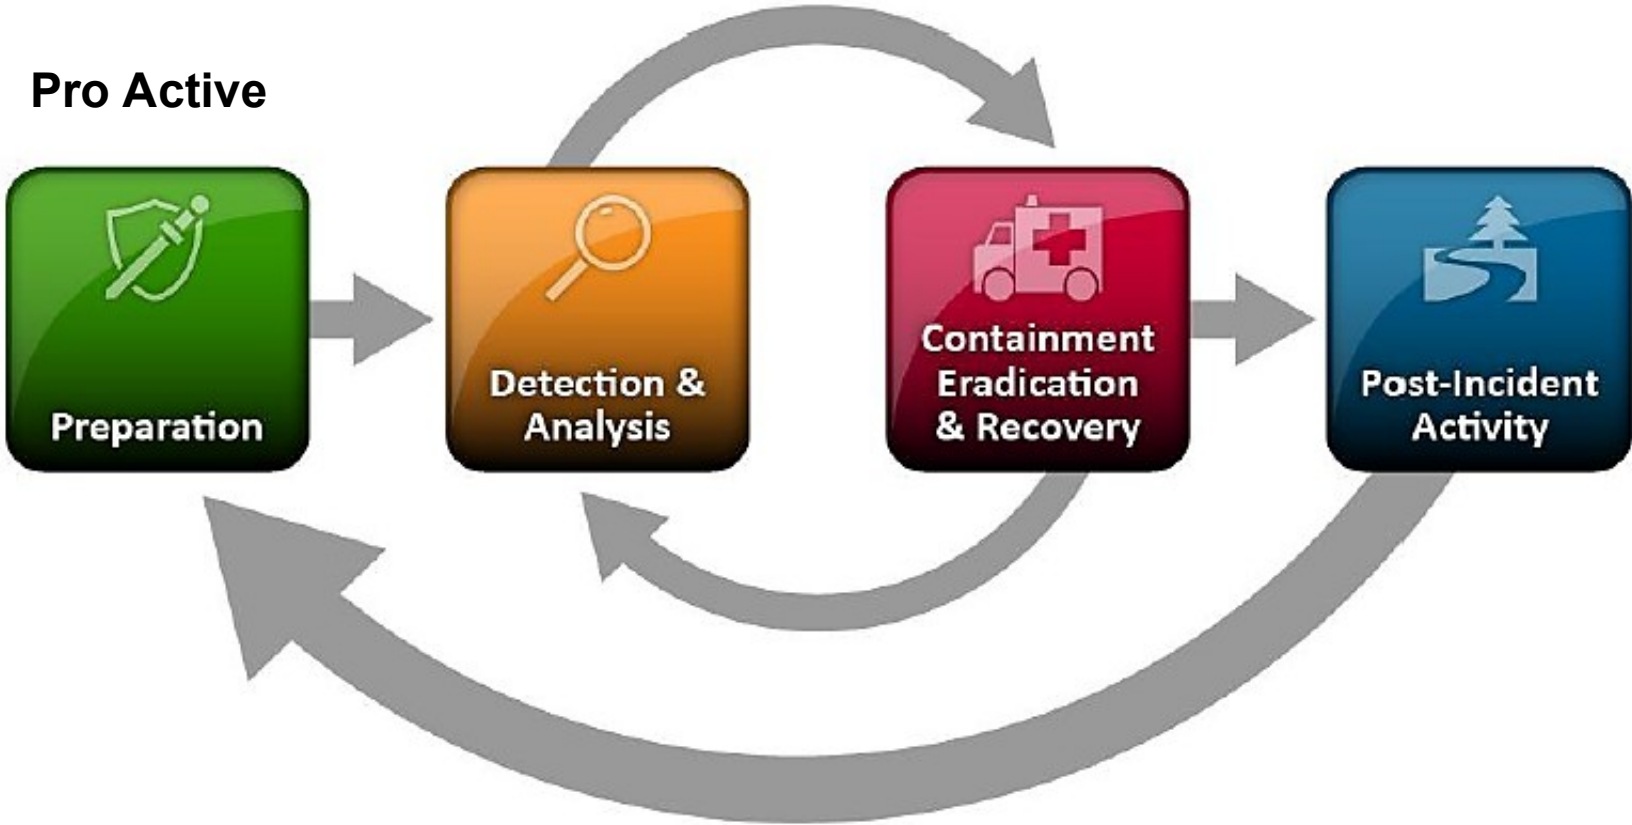 Pro Active
Preparation
Detection &
Analysis
Containment
Eradication
& Recovery
Post-Incident
Activity